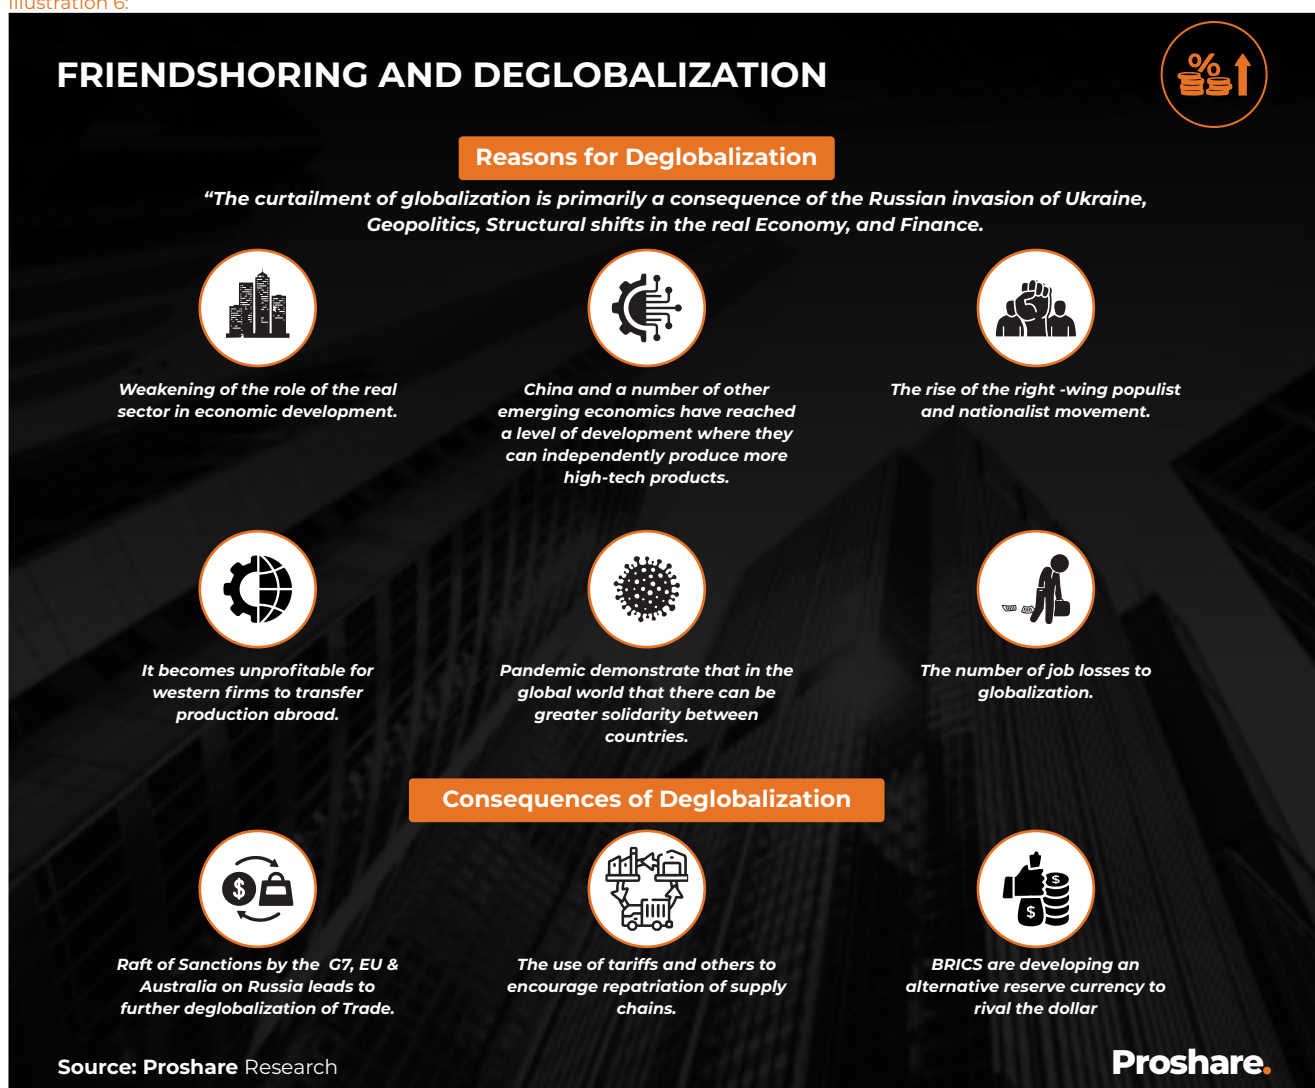 Illustration 6:
FRIENDSHORING AND DEGLOBALIZATION
%
Reasons for Deglobalization
“The curtailment of globalization is primarily a consequence of the Russian invasion of Ukraine,
Geopolitics, Structural shifts in the real Economy, and Finance.
Weakening of the role of the real
sector in economic development.
China and a number of other
emerging economics have reached
a level of development where they
can independently produce more
high-tech products.
The rise of the right -wing populist
and nationalist movement.
It becomes unprofitable for
western firms to transfer
production abroad.
Pandemic demonstrate that in the
global world that there can be
greater solidarity between
countries.
The number of job losses to
globalization.
Consequences of Deglobalization
$
$
$
Raft of Sanctions by the G7, EU &
Australia on Russia leads to
further deglobalization of Trade.
The use of tariffs and others to
encourage repatriation of supply
chains.
BRICS are developing an
alternative reserve currency to
rival the dollar
Source: Proshare Research
Proshare.